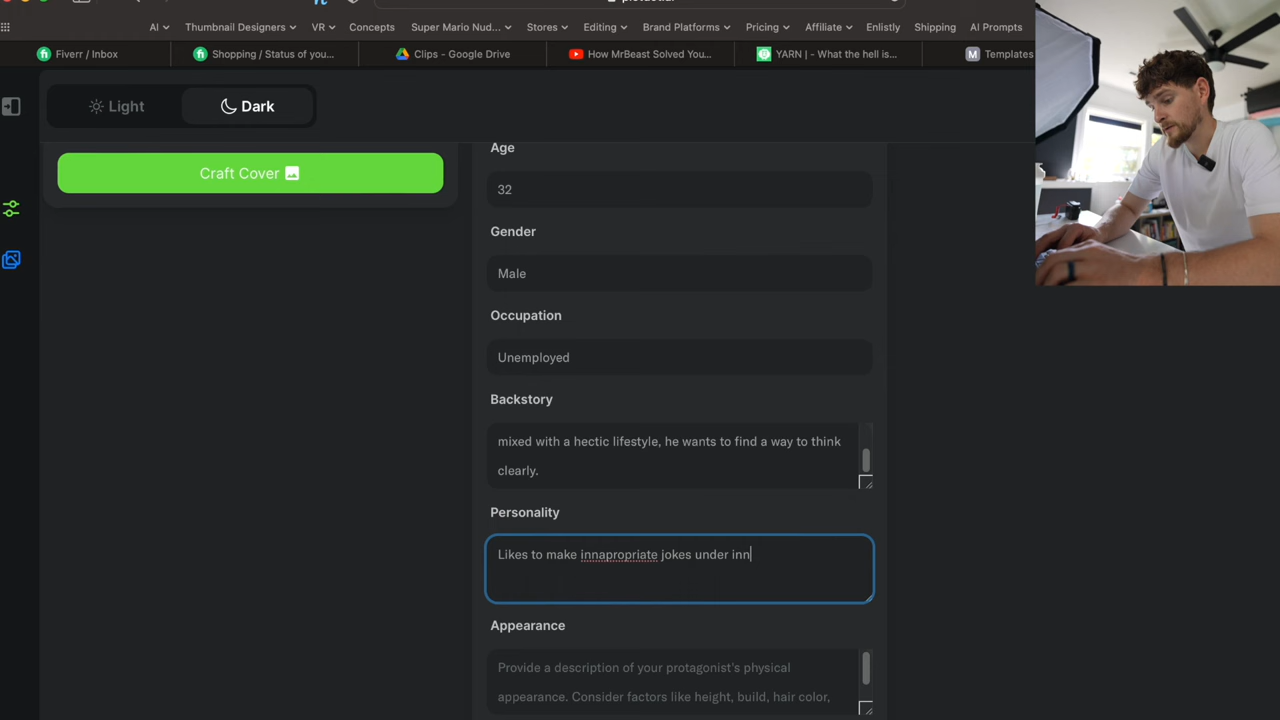 AI
Thumbnail Designers
VR
Concepts
Super Mario Nud...
Stores
Editing
Brand Platforms
Pricing
Affiliate
Enlistly
Shipping
AI Prompts
Fiverr / Inbox
Shopping / Status of you...
Clips - Google Drive
How MrBeast Solved You...
YARN | - What the hell is...
Templates
Light
Dark
Craft Cover
Age
32
Gender
Male
Occupation
Unemployed
Backstory
mixed with a hectic lifestyle, he wants to find a way to think
clearly.
Personality
Likes to make innapropriate jokes under inn
Appearance
Provide a description of your protagonist's physical
appearance. Consider factors like height, build, hair color,